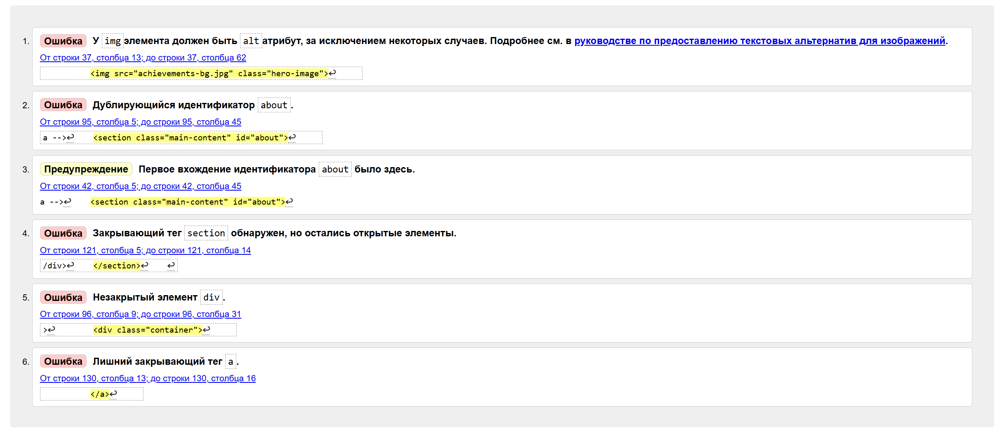 1. Ошибка У img элемента должен быть alt атрибут, за исключением некоторых случаев. Подробнее см. в руководстве по предоставлению текстовых альтернатив для изображений.
От строки 37, столбца 13; до строки 37, столбца 62
<img src="achievements-bg.jpg" class="hero-image">↩
2. Ошибка Дублирующийся идентификатор about.
От строки 95, столбца 5; до строки 95, столбца 45
a -->↩ <section class="main-content" id="about">↩
3. Предупреждение Первое вхождение идентификатора about было здесь.
От строки 42, столбца 5; до строки 42, столбца 45
a -->↩ <section class="main-content" id="about">↩
4. Ошибка Закрывающий тег section обнаружен, но остались открытые элементы.
От строки 121, столбца 5; до строки 121, столбца 14
/div>↩ </section>↩ ↩
5. Ошибка Незакрытый элемент div.
От строки 96, столбца 9; до строки 96, столбца 31
>↩ <div class="container">↩
6. Ошибка Лишний закрывающий тег a.
От строки 130, столбца 13; до строки 130, столбца 16
</a>↩